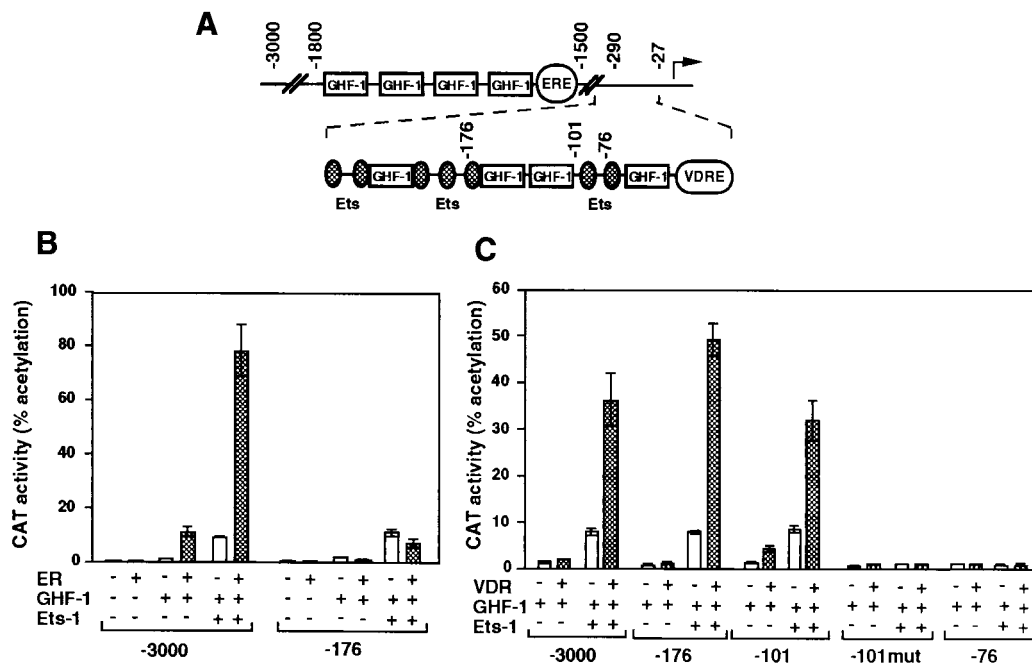 A
-3000
-1800
-1500
-290
-27
GHF-1 GHF-1 GHF-1 GHF-1 ERE
-176
-101
-76
GHF-1 GHF-1 GHF-1 GHF-1 VDRE
Ets Ets Ets
B
CAT activity (% acetylation)
100
80
60
40
20
0
ER - + - + - + - + - + - +
GHF-1 - - + + + + - - + + + +
Ets-1 - - - - + + - - - - + +
-3000 -176
C
CAT activity (% acetylation)
60
50
40
30
20
10
0
VDR - + - + - + - + - + - + - + - + - + - +
GHF-1 + + + + + + + + + + + + + + + + + + + +
Ets-1 - - + + - - + + - - + + - - + + - - + +
-3000 -176 -101 -101mut -76